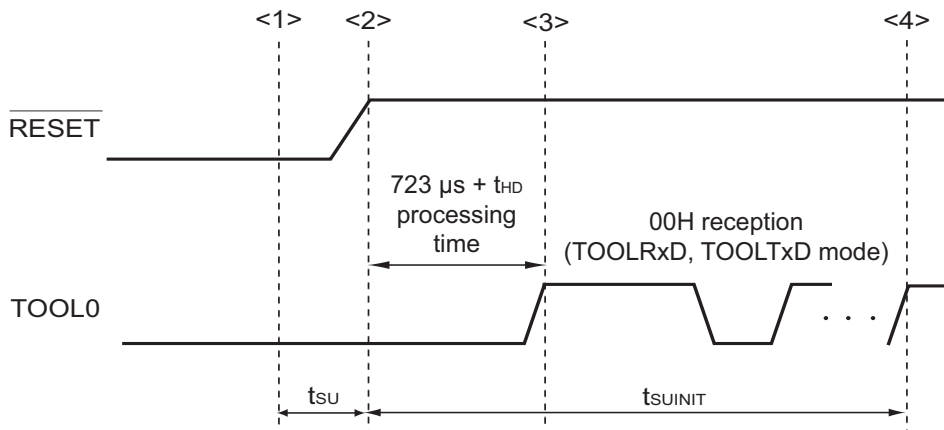 <1> <2> <3> <4>
RESET
723 µs + tHD
processing
time
00H reception
(TOOLRxD, TOOLTxD mode)
TOOL0
. . .
tSU tSUINIT